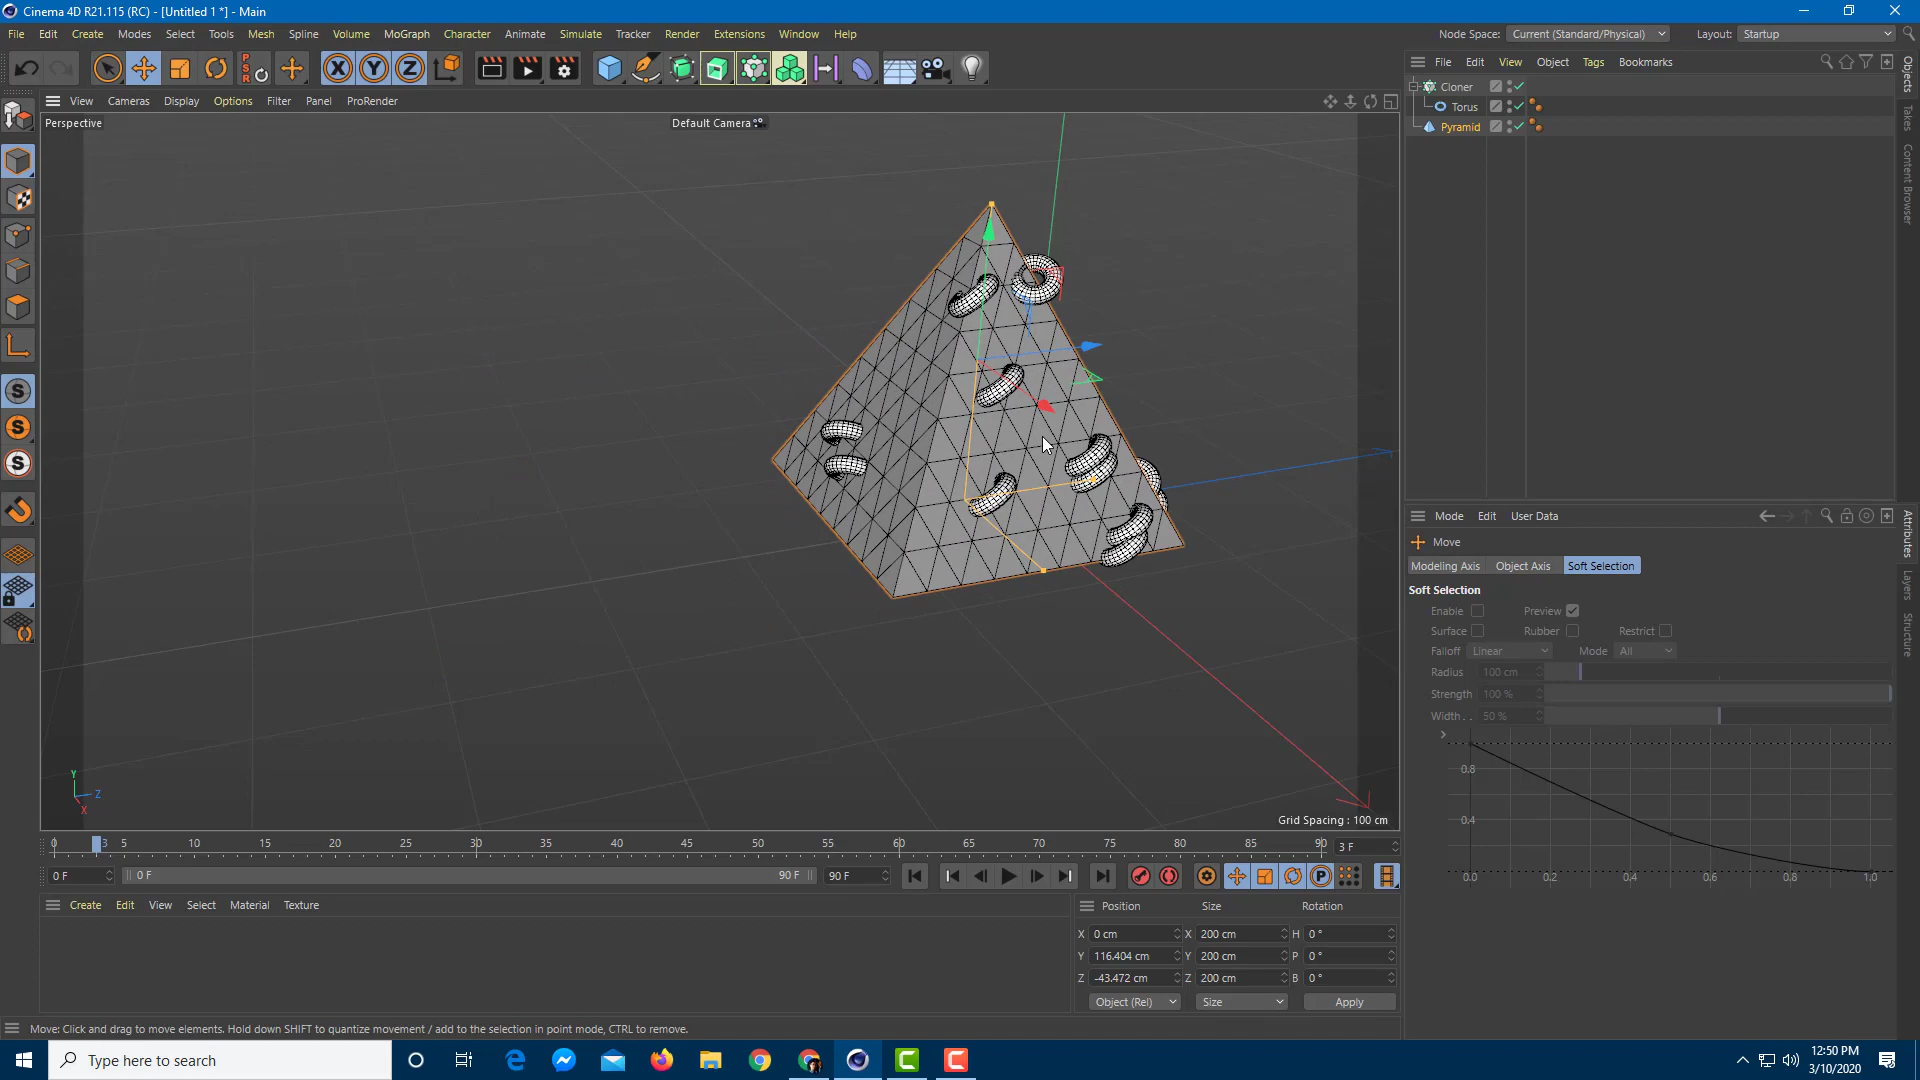 Cinema 4D R21.115 (RC) - [Untitled 1 *] - Main
File Edit Create Modes Select Tools Mesh Spline Volume MoGraph Character Animate Simulate Tracker Render Extensions Window Help
Node Space: Current (Standard/Physical) Layout: Startup
P S R X Y Z
File Edit View Object Tags Bookmarks
View Cameras Display Options Filter Panel ProRender
Perspective
Default Camera
Cloner
Torus
Pyramid
Objects
Takes
Content Browser
S
S
S
Mode Edit User Data
Move
Modeling Axis Object Axis Soft Selection
Soft Selection
Enable Preview
Surface Rubber Restrict
Falloff Linear Mode All
Radius 100 cm
Strength 100 %
Width. . 50 %
0.8
0.4
0.0 0.2 0.4 0.6 0.8 1.0
Attributes
Layers
Structure
Y
Z
X
Grid Spacing : 100 cm
0 3 5 10 15 20 25 30 35 40 45 50 55 60 65 70 75 80 85 90 3 F
0 F 0 F 90 F 90 F P
Create Edit View Select Material Texture
Position Size Rotation
X 0 cm X 200 cm H 0 °
Y 116.404 cm Y 200 cm P 0 °
Z -43.472 cm Z 200 cm B 0 °
Object (Rel) Size Apply
Move: Click and drag to move elements. Hold down SHIFT to quantize movement / add to the selection in point mode, CTRL to remove.
Type here to search
12:50 PM
3/10/2020